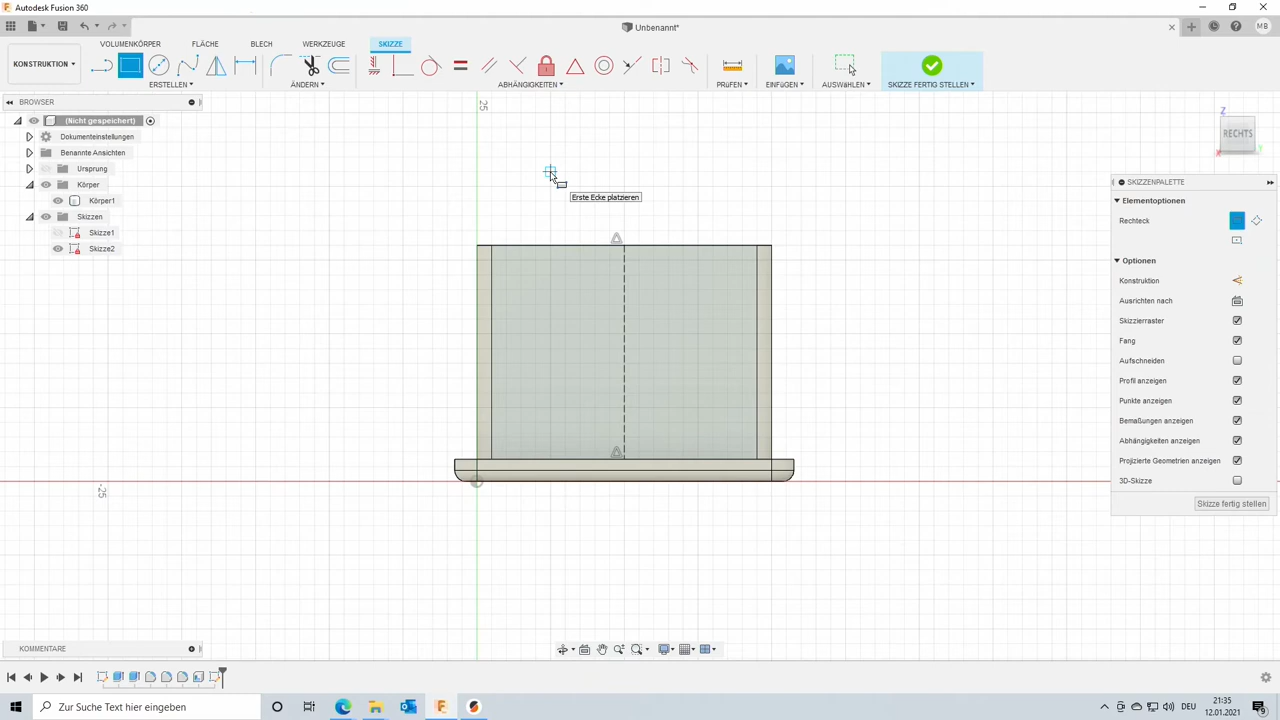 Autodesk Fusion 360
Unbenannt*
MB
KONSTRUKTION
VOLUMENKÖRPER
FLÄCHE
BLECH
WERKZEUGE
SKIZZE
ERSTELLEN
ÄNDERN
ABHÄNGIGKEITEN
PRÜFEN
EINFÜGEN
AUSWÄHLEN
SKIZZE FERTIG STELLEN
BROWSER
(Nicht gespeichert)
Dokumenteinstellungen
Benannte Ansichten
Ursprung
Körper
Körper1
Skizzen
Skizze1
Skizze2
25
-25
Erste Ecke platzieren
Z
RECHTS
X
Y
SKIZZENPALETTE
Elementoptionen
Rechteck
Optionen
Konstruktion
Ausrichten nach
Skizzierraster
Fang
Aufschneiden
Profil anzeigen
Punkte anzeigen
Bemaßungen anzeigen
Abhängigkeiten anzeigen
Projizierte Geometrien anzeigen
3D-Skizze
Skizze fertig stellen
KOMMENTARE
Zur Suche Text hier eingeben
DEU
21:35
12.01.2021